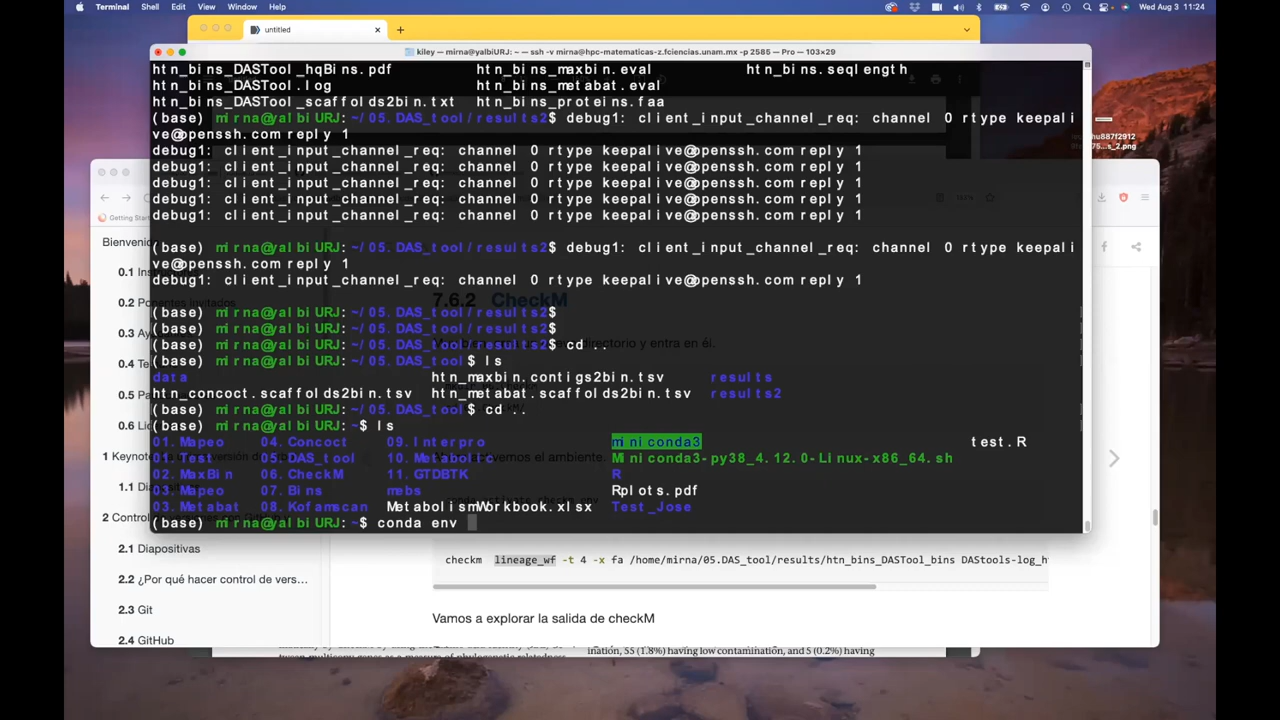 Terminal Shell Edit View Window Help Wed Aug 3 11:24
untitled
kiley — mirna@yalbiURJ: ~ — ssh -v mirna@hpc-matematicas-z.fciencias.unam.mx -p 2585 — Pro — 103×29
htn_bins_DASTool_hqBins.pdf htn_bins_maxbin.eval htn_bins.seqlength
htn_bins_DASTool.log htn_bins_metabat.eval
htn_bins_DASTool_scaffolds2bin.txt htn_bins_proteins.faa
(base) mirna@yalbiURJ:~/05.DAS_tool/results2$ debug1: client_input_channel_req: channel 0 rtype keepali
ve@openssh.com reply 1
debug1: client_input_channel_req: channel 0 rtype keepalive@openssh.com reply 1
debug1: client_input_channel_req: channel 0 rtype keepalive@openssh.com reply 1
debug1: client_input_channel_req: channel 0 rtype keepalive@openssh.com reply 1
debug1: client_input_channel_req: channel 0 rtype keepalive@openssh.com reply 1
debug1: client_input_channel_req: channel 0 rtype keepalive@openssh.com reply 1
(base) mirna@yalbiURJ:~/05.DAS_tool/results2$ debug1: client_input_channel_req: channel 0 rtype keepali
ve@openssh.com reply 1
debug1: client_input_channel_req: channel 0 rtype keepalive@openssh.com reply 1
(base) mirna@yalbiURJ:~/05.DAS_tool/results2$
(base) mirna@yalbiURJ:~/05.DAS_tool/results2$
(base) mirna@yalbiURJ:~/05.DAS_tool/results2$ cd ..
(base) mirna@yalbiURJ:~/05.DAS_tool$ ls
data htn_maxbin.contigs2bin.tsv results
htn_concoct.scaffolds2bin.tsv htn_metabat.scaffolds2bin.tsv results2
(base) mirna@yalbiURJ:~/05.DAS_tool$ cd ..
(base) mirna@yalbiURJ:~$ ls
01.Mapeo 04.Concoct 09.Interpro miniconda3 test.R
01.Test 05.DAS_tool 10.Metabolic Miniconda3-py38_4.12.0-Linux-x86_64.sh
02.MaxBin 06.CheckM 11.GTDBTK R
03.Mapeo 07.Bins mebs Rplots.pdf
03.Metabat 08.Kofamscan MetabolismWorkbook.xlsx Test_Jose
(base) mirna@yalbiURJ:~$ conda env
Getting Start
Bienvenido
0.1
0.2 Ponentes invitados
0.3
0.4
0.5
0.6
1 Keynote
1.1
2 Control
2.1 Diapositivas
2.2 ¿Por qué hacer control de vers…
2.3 Git
2.4 GitHub
7.6.2 CheckM
directorio y entra en él.
activemos el ambiente.
conda activate checkm_env
checkm lineage_wf -t 4 -x fa /home/mirna/05.DAS_tool/results/htn_bins_DASTool_bins DAStools-log_h
Vamos a explorar la salida de checkM
ination, 55 (1.8%) having low contamination, and 5 (0.2%) having